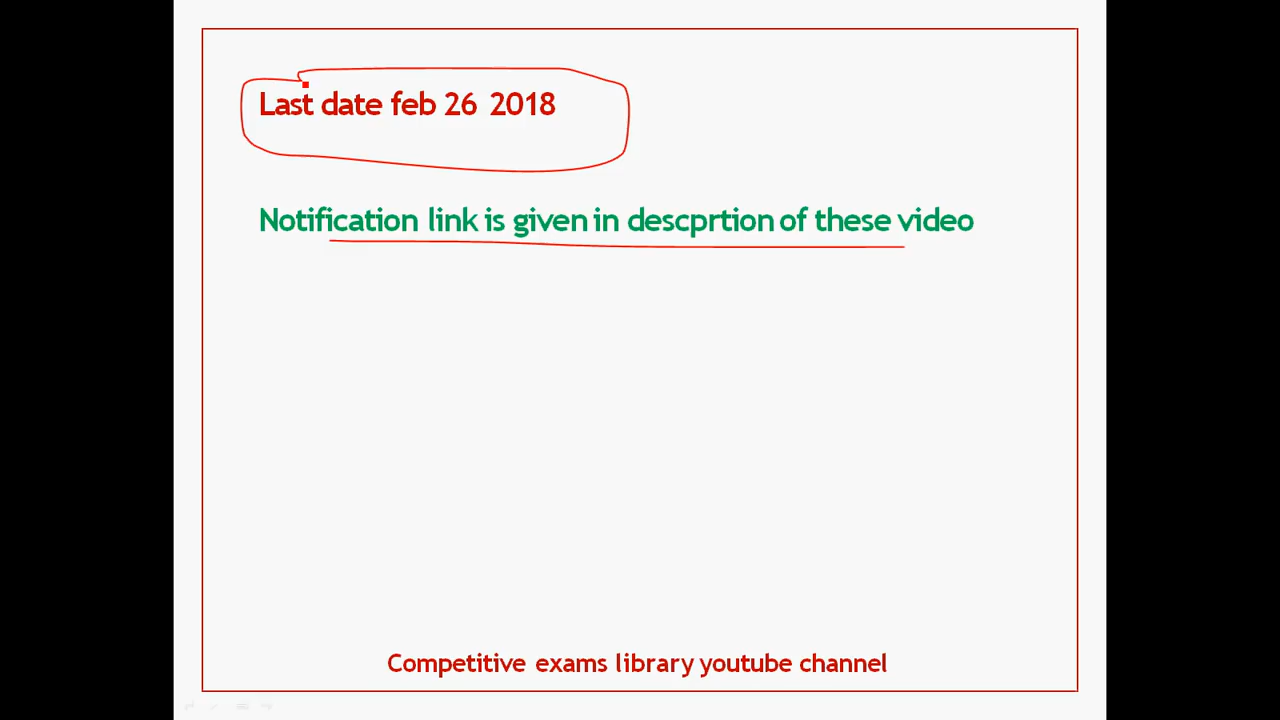 Last date feb 26 2018
Notification link is given in descprtion of these video
Competitive exams library youtube channel